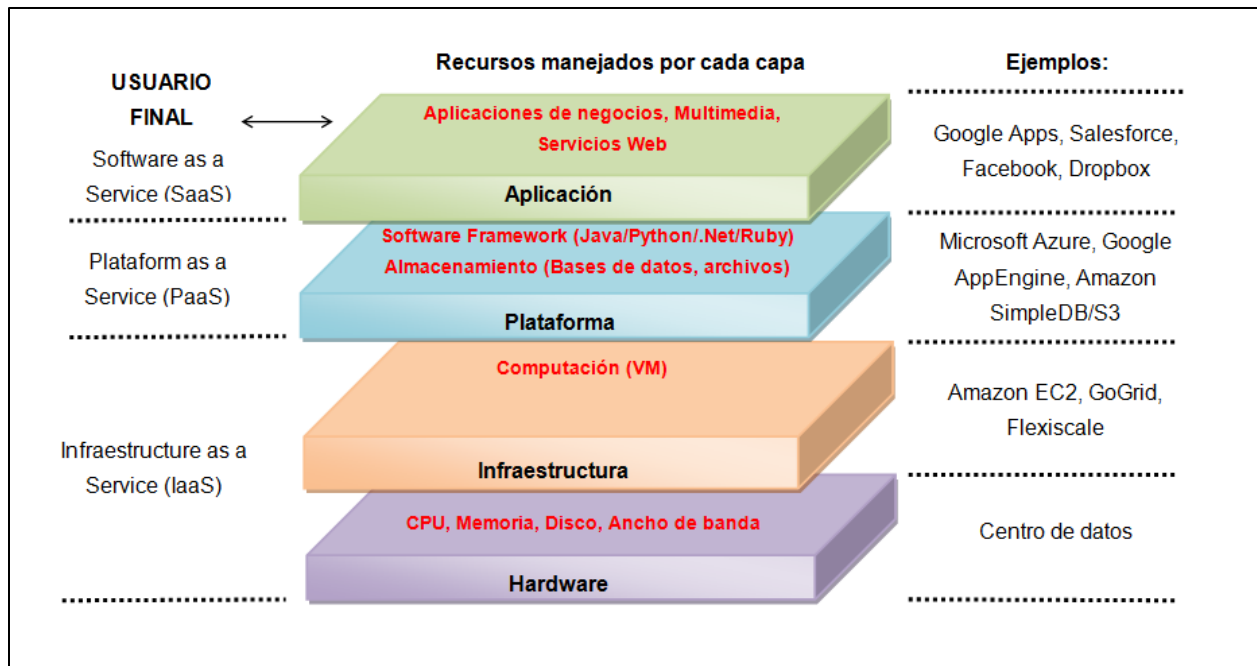 USUARIO
FINAL
Software as a
Service (SaaS)
Plataform as a
Service (PaaS)
Infraestructure as a
Service (IaaS)
Recursos manejados por cada capa
Aplicaciones de negocios, Multimedia,
Servicios Web
Aplicación
Software Framework (Java/Python/.Net/Ruby)
Almacenamiento (Bases de datos, archivos)
Plataforma
Computación (VM)
Infraestructura
CPU, Memoria, Disco, Ancho de banda
Hardware
Ejemplos:
Google Apps, Salesforce,
Facebook, Dropbox
Microsoft Azure, Google
AppEngine, Amazon
SimpleDB/S3
Amazon EC2, GoGrid,
Flexiscale
Centro de datos